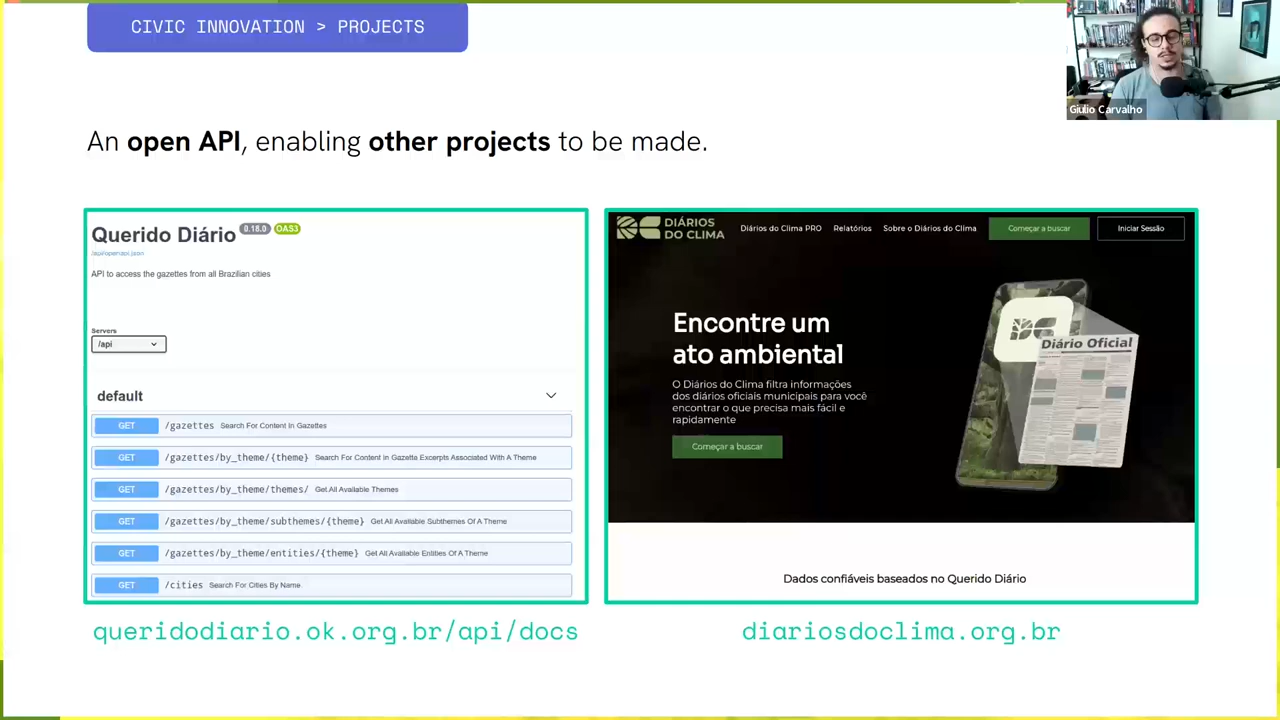 CIVIC INNOVATION > PROJECTS
Giulio Carvalho
An open API, enabling other projects to be made.
Querido Diário 0.18.0 OAS3
/api/openapi.json
API to access the gazettes from all Brazilian cities
Servers
/api
default
GET /gazettes Search For Content In Gazettes
GET /gazettes/by_theme/{theme} Search For Content in Gazette Excerpts Associated With A Theme
GET /gazettes/by_theme/themes/ Get All Available Themes
GET /gazettes/by_theme/subthemes/{theme} Get All Available Subthemes Of A Theme
GET /gazettes/by_theme/entities/{theme} Get All Available Entities Of A Theme
GET /cities Search For Cities By Name
queridodiario.ok.org.br/api/docs
DIÁRIOS
DO CLIMA
Diários do Clima PRO Relatórios Sobre o Diários do Clima Começar a buscar Iniciar Sessão
Encontre um
ato ambiental
O Diários do Clima filtra informações
dos diários oficiais municipais para você
encontrar o que precisa mais fácil e
rapidamente
Começar a buscar
Diário Oficial
Dados confiáveis baseados no Querido Diário
diariosdoclima.org.br